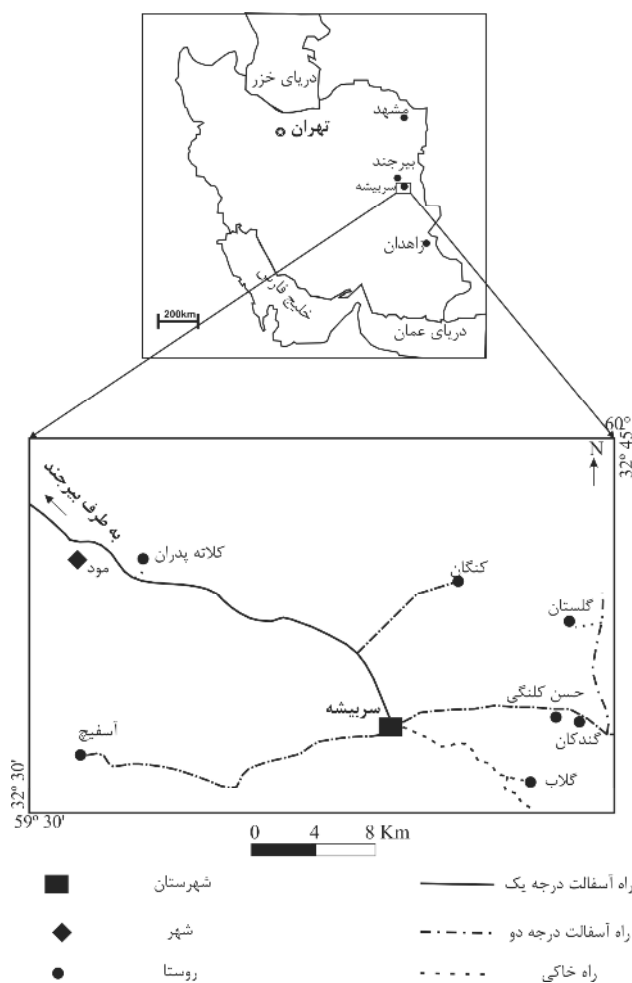 دریای خزر
مشهد
تهران
بیرجند
سربیشه
زاهدان
خلیج فارس
دریای عمان
200km
60°
32° 45'
N
به طرف بیرجند
کلاته پدران
مود
کنگان
گلستان
حسن کلنگی
سربیشه
گندکان
آسفیچ
گلاب
32° 30'
59° 30'
0 4 8 Km
شهرستان
راه آسفالت درجه یک
شهر
راه آسفالت درجه دو
روستا
راه خاکی